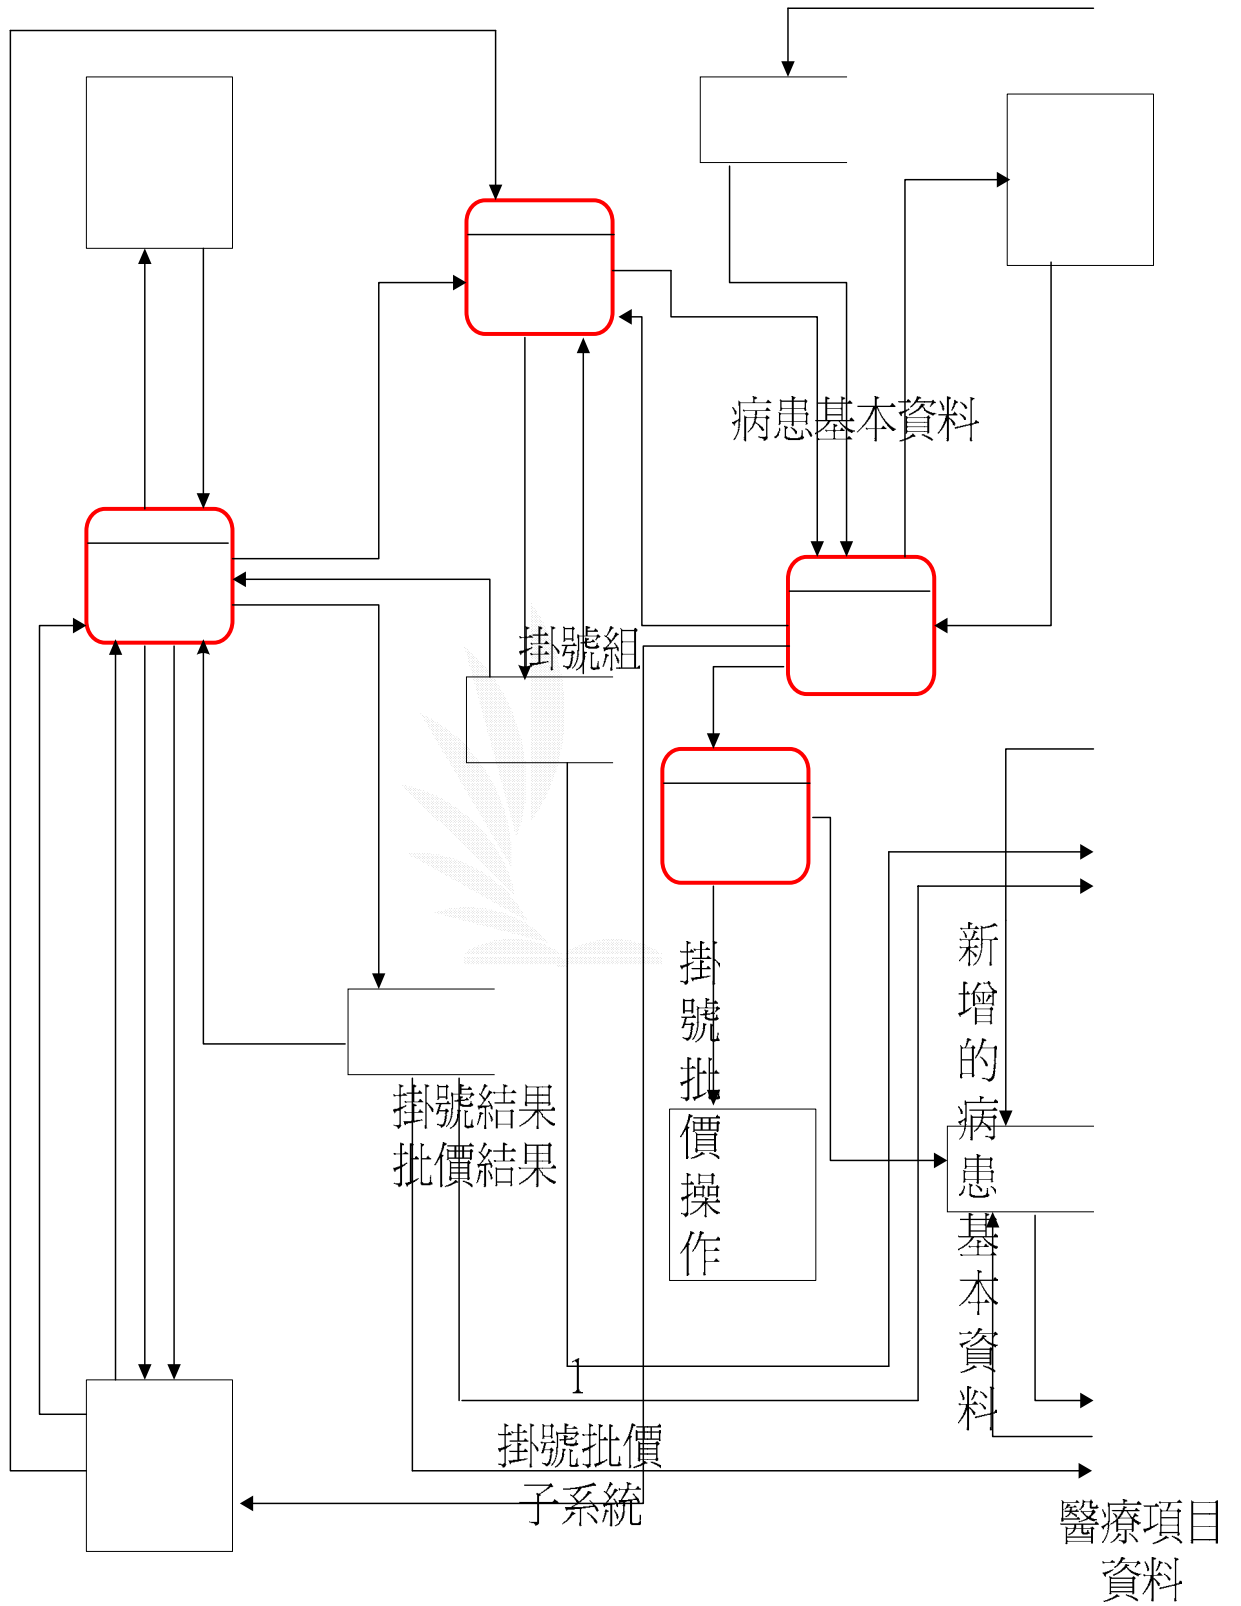 病患基本資料
掛號組
掛號批價操作
新增的病患基本資料
掛號結果
批價結果
1
掛號批價
子系統
醫療項目
資料